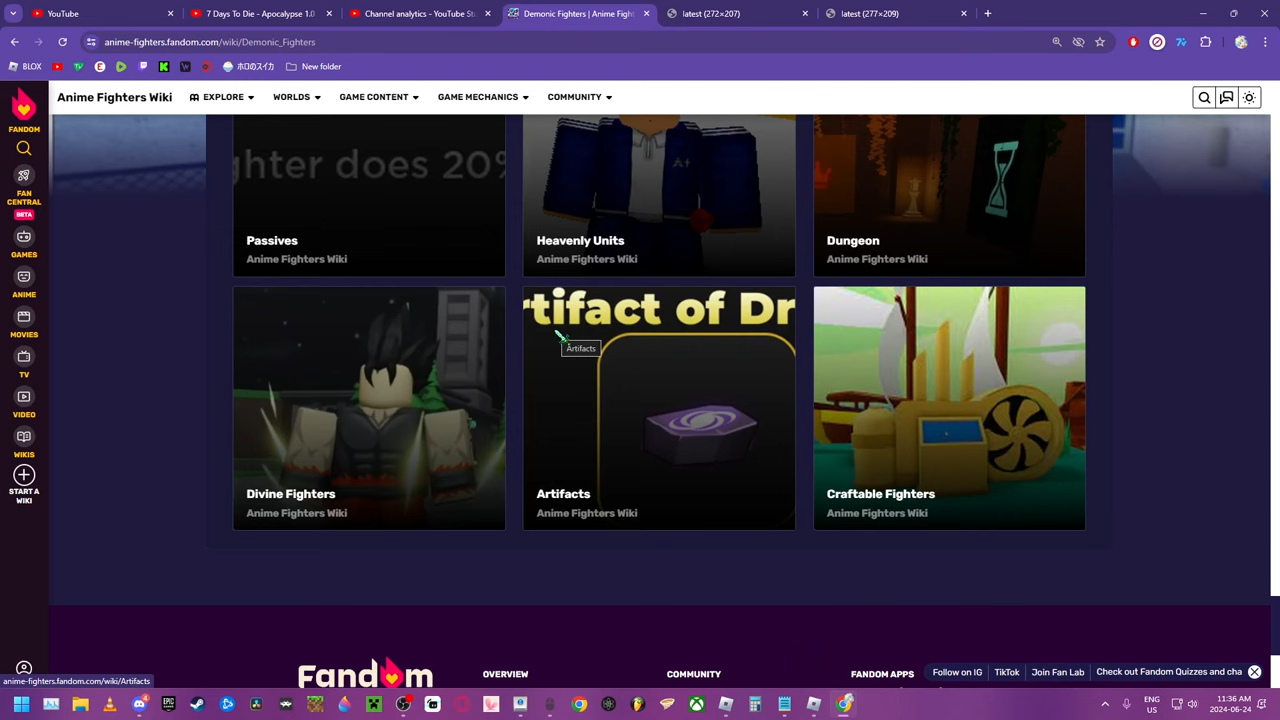 YouTube
7 Days To Die - Apocalypse 1.0
Channel analytics - YouTube St
Demonic Fighters | Anime Figh
latest (272×207)
latest (277×209)
anime-fighters.fandom.com/wiki/Demonic_Fighters
BLOX
ホロのスイカ
New folder
Anime Fighters Wiki
EXPLORE
WORLDS
GAME CONTENT
GAME MECHANICS
COMMUNITY
FANDOM
FAN CENTRAL
BETA
GAMES
ANIME
MOVIES
TV
VIDEO
WIKIS
START A WIKI
ghter does 20%
Passives
Anime Fighters Wiki
Heavenly Units
Anime Fighters Wiki
Dungeon
Anime Fighters Wiki
Divine Fighters
Anime Fighters Wiki
rtifact of Dr
Artifacts
Artifacts
Anime Fighters Wiki
Craftable Fighters
Anime Fighters Wiki
Fandom
OVERVIEW
COMMUNITY
FANDOM APPS
Follow on IG
TikTok
Join Fan Lab
Check out Fandom Quizzes and cha
anime-fighters.fandom.com/wiki/Artifacts
ENG
US
11:36 AM
2024-06-24